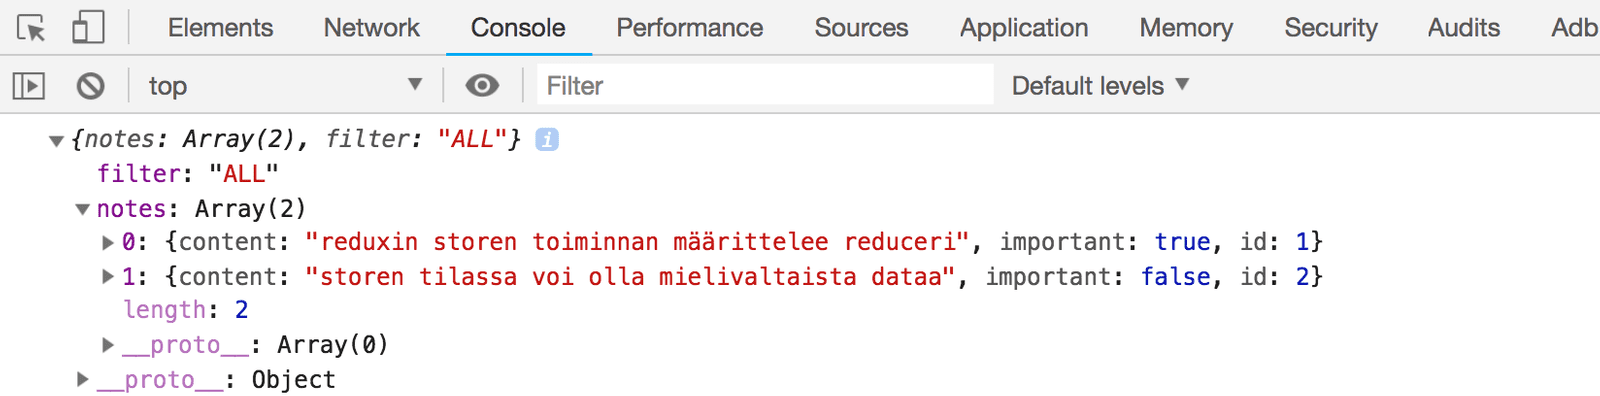 Elements Network Console Performance Sources Application Memory Security Audits Adb
top Filter Default levels
{notes: Array(2), filter: "ALL"} i
filter: "ALL"
notes: Array(2)
0: {content: "reduxin storen toiminnan määrittelee reduceri", important: true, id: 1}
1: {content: "storen tilassa voi olla mielivaltaista dataa", important: false, id: 2}
length: 2
__proto__: Array(0)
__proto__: Object